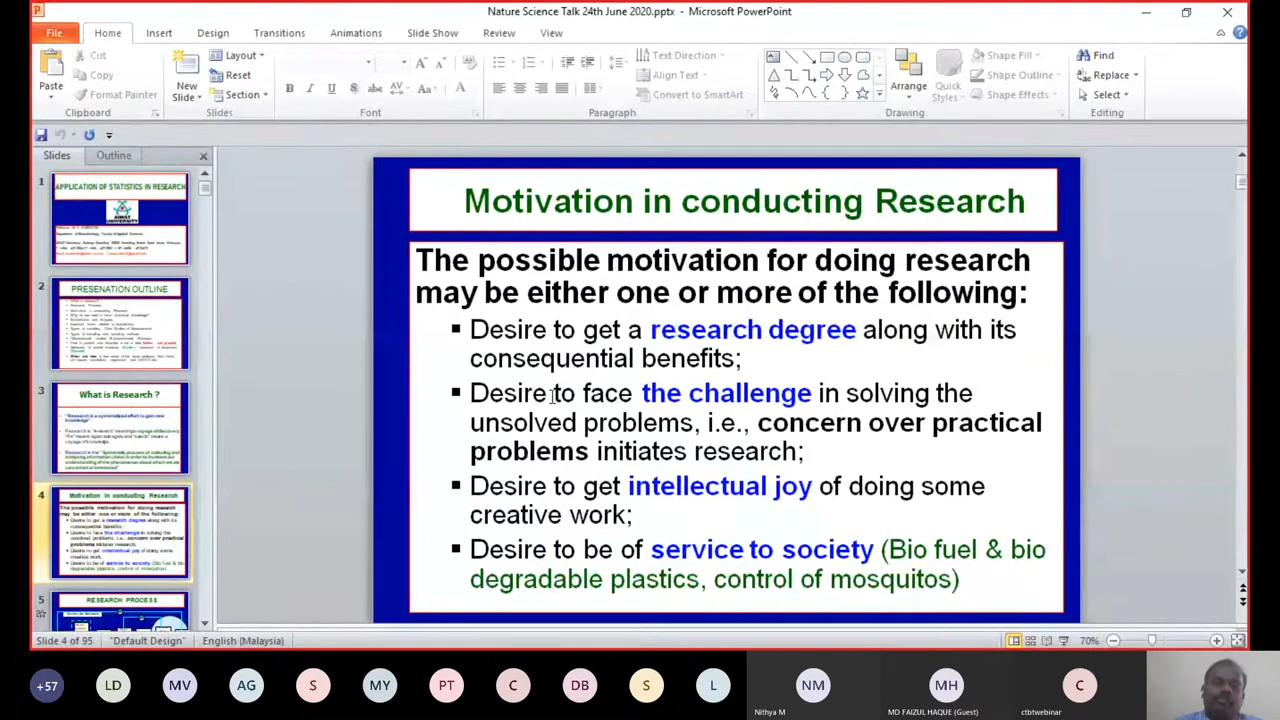 Nature Science Talk 24th June 2020.pptx - Microsoft PowerPoint
File Home Insert Design Transitions Animations Slide Show Review View
Cut Layout Text Direction Shape Fill Find
Copy Reset Align Text Shape Outline Replace
Paste Format Painter New Slide Section Convert to SmartArt Arrange Quick Styles Shape Effects Select
Clipboard Slides Font Paragraph Drawing Editing
Slides Outline
1
APPLICATION OF STATISTICS IN RESEARCH
2
PRESENATION OUTLINE
3
What is Research ?
4
Motivation in conducting Research
5
RESEARCH PROCESS
Motivation in conducting Research
The possible motivation for doing research
may be either one or more of the following:
▪ Desire to get a research degree along with its
consequential benefits;
▪ Desire to face the challenge in solving the
unsolved problems, i.e., concern over practical
problems initiates research;
▪ Desire to get intellectual joy of doing some
creative work;
▪ Desire to be of service to society (Bio fuel & bio
degradable plastics, control of mosquitos)
Slide 4 of 95 "Default Design" English (Malaysia) 70%
+57 LD MV AG S MY PT C DB S L NM MH C
Nithya M MD FAIZUL HAQUE (Guest) ctbtwebinar